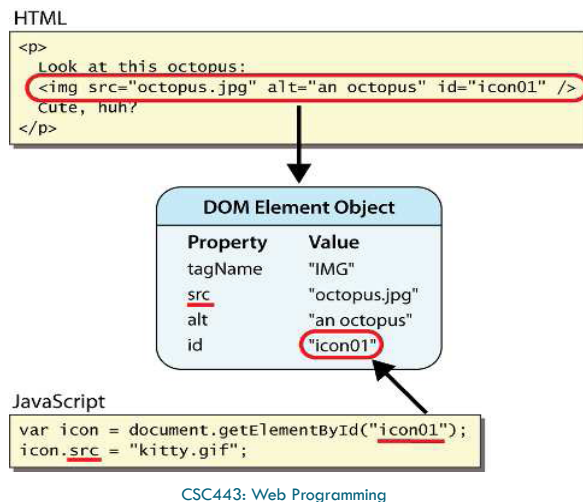 HTML
<p>
Look at this octopus:
<img src="octopus.jpg" alt="an octopus" id="icon01" />
Cute, huh?
</p>
DOM Element Object
Property Value
tagName "IMG"
src "octopus.jpg"
alt "an octopus"
id "icon01"
JavaScript
var icon = document.getElementById("icon01");
icon.src = "kitty.gif";
CSC443: Web Programming